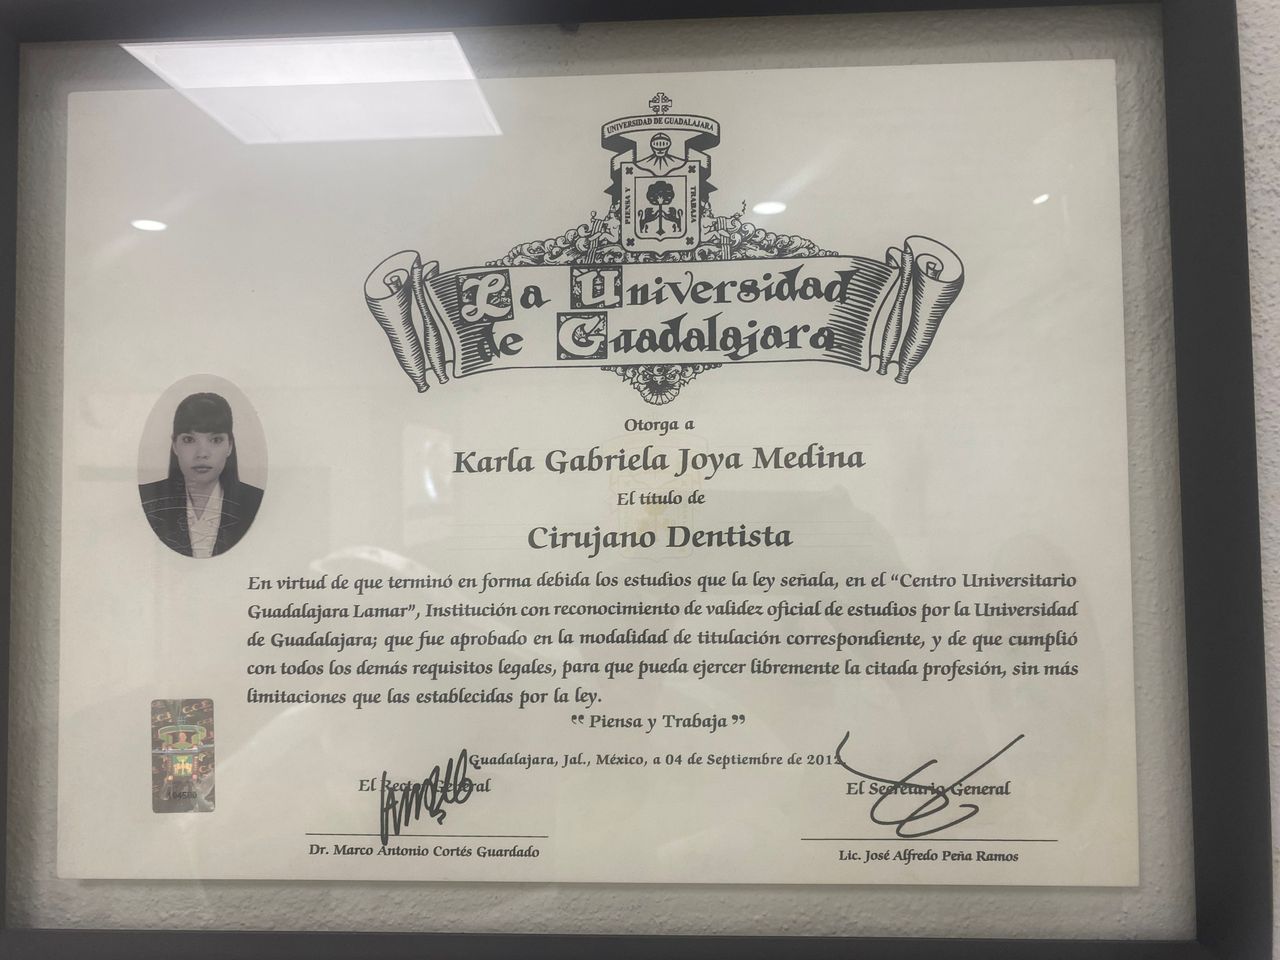 UNIVERSIDAD DE GUADALAJARA
PIENSA Y
TRABAJA
La Universidad
de Guadalajara
Otorga a
Karla Gabriela Joya Medina
El título de
Cirujano Dentista
En virtud de que terminó en forma debida los estudios que la ley señala, en el “Centro Universitario
Guadalajara Lamar”, Institución con reconocimiento de validez oficial de estudios por la Universidad
de Guadalajara; que fue aprobado en la modalidad de titulación correspondiente, y de que cumplió
con todos los demás requisitos legales, para que pueda ejercer libremente la citada profesión, sin más
limitaciones que las establecidas por la ley.
“ Piensa y Trabaja ”
Guadalajara, Jal., México, a 04 de Septiembre de 2012.
El Rector General
El Secretario General
Dr. Marco Antonio Cortés Guardado
Lic. José Alfredo Peña Ramos